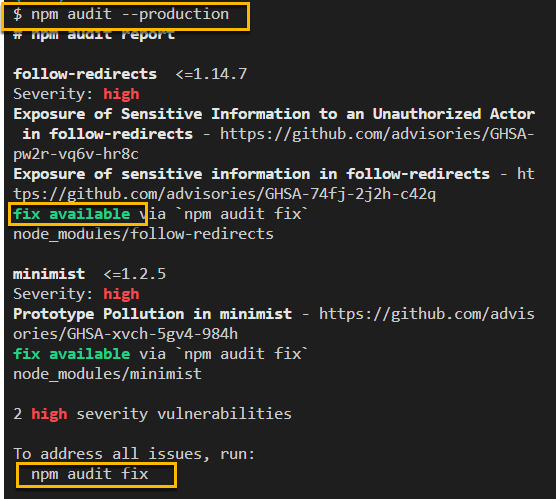 $ npm audit --production
# npm audit report
follow-redirects  <=1.14.7
Severity: high
Exposure of Sensitive Information to an Unauthorized Actor
 in follow-redirects - https://github.com/advisories/GHSA-
pw2r-vq6v-hr8c
Exposure of sensitive information in follow-redirects - ht
tps://github.com/advisories/GHSA-74fj-2j2h-c42q
fix available via `npm audit fix`
node_modules/follow-redirects
minimist  <=1.2.5
Severity: high
Prototype Pollution in minimist - https://github.com/advis
ories/GHSA-xvch-5gv4-984h
fix available via `npm audit fix`
node_modules/minimist
2 high severity vulnerabilities
To address all issues, run:
  npm audit fix